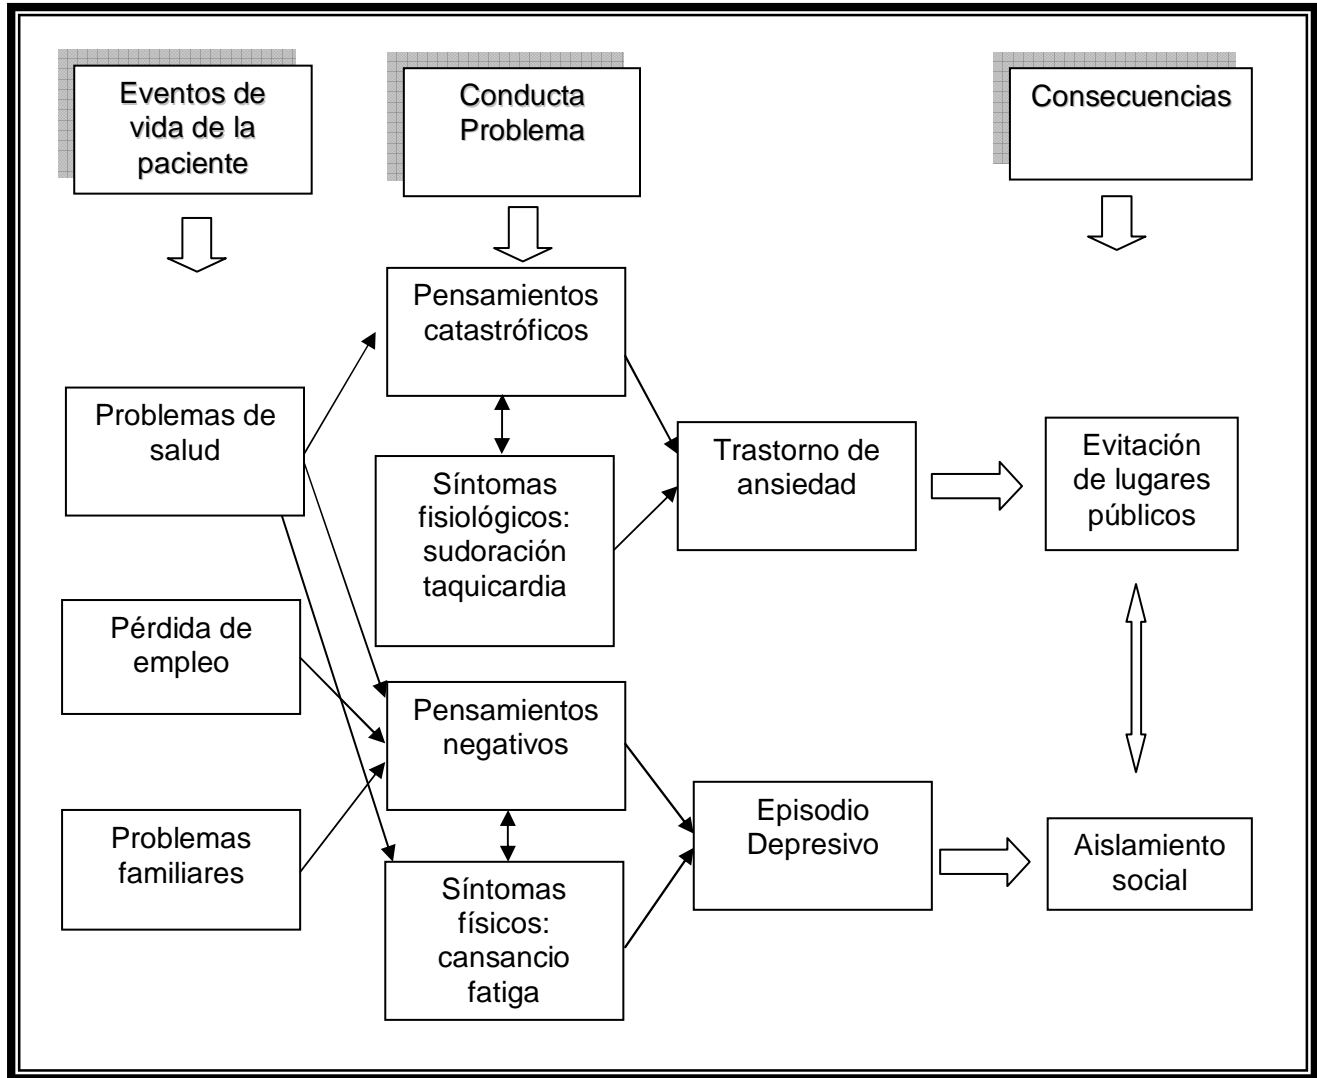 Eventos de
vida de la
paciente
Conducta
Problema
Consecuencias
Pensamientos
catastróficos
Problemas de
salud
Síntomas
fisiológicos:
sudoración
taquicardia
Trastorno de
ansiedad
Evitación
de lugares
públicos
Pérdida de
empleo
Pensamientos
negativos
Problemas
familiares
Síntomas
físicos:
cansancio
fatiga
Episodio
Depresivo
Aislamiento
social